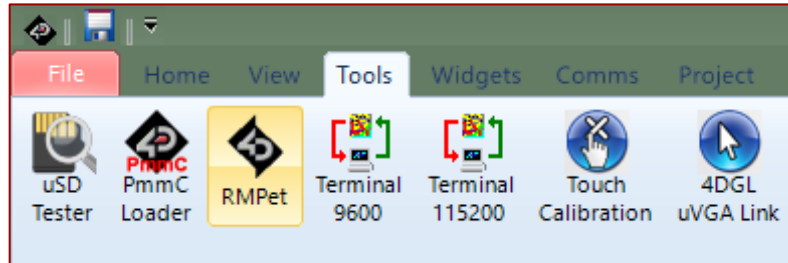 File Home View Tools Widgets Comms Project
uSD PmmC RMPet Terminal Terminal Touch 4DGL
Tester Loader 9600 115200 Calibration uVGA Link
PmmC